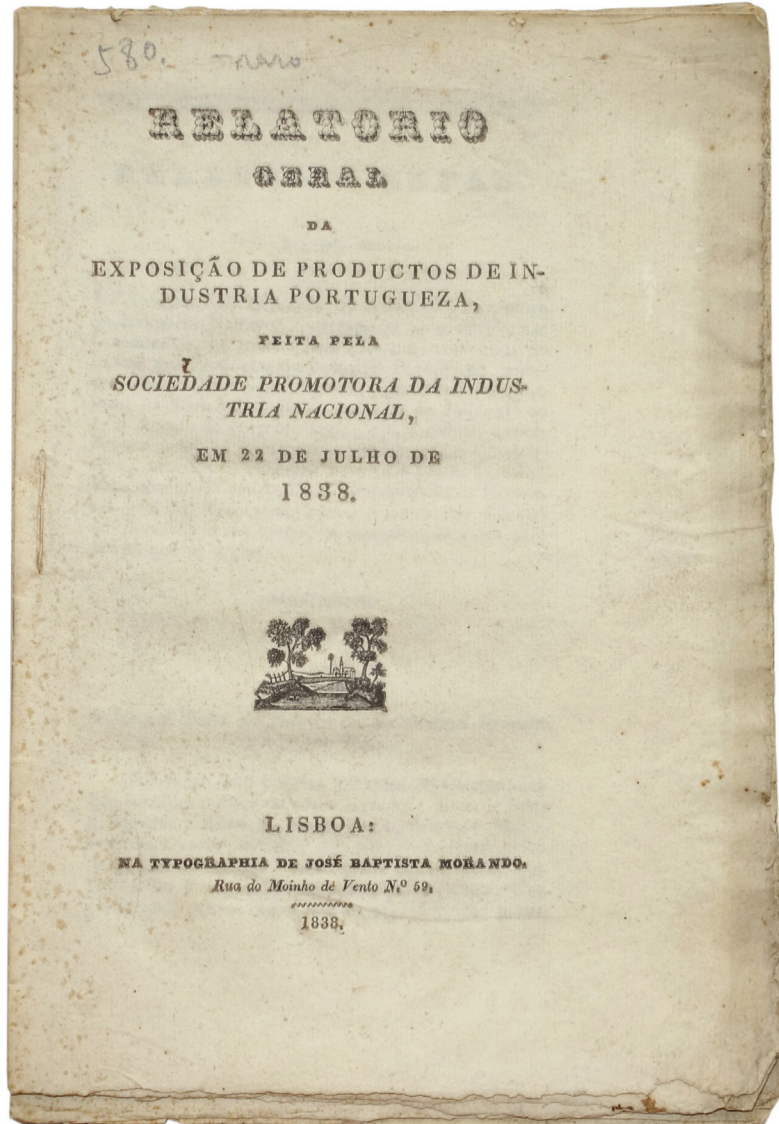 580. raro
RELATORIO
GERAL
DA
EXPOSIÇÃO DE PRODUCTOS DE IN-
DUSTRIA PORTUGUEZA,
FEITA PELA
SOCIEDADE PROMOTORA DA INDUS-
TRIA NACIONAL,
EM 22 DE JULHO DE
1838.
LISBOA:
NA TYPOGRAPHIA DE JOSÉ BAPTISTA MORANDO.
Rua do Moinho de Vento N.º 59.
1838.